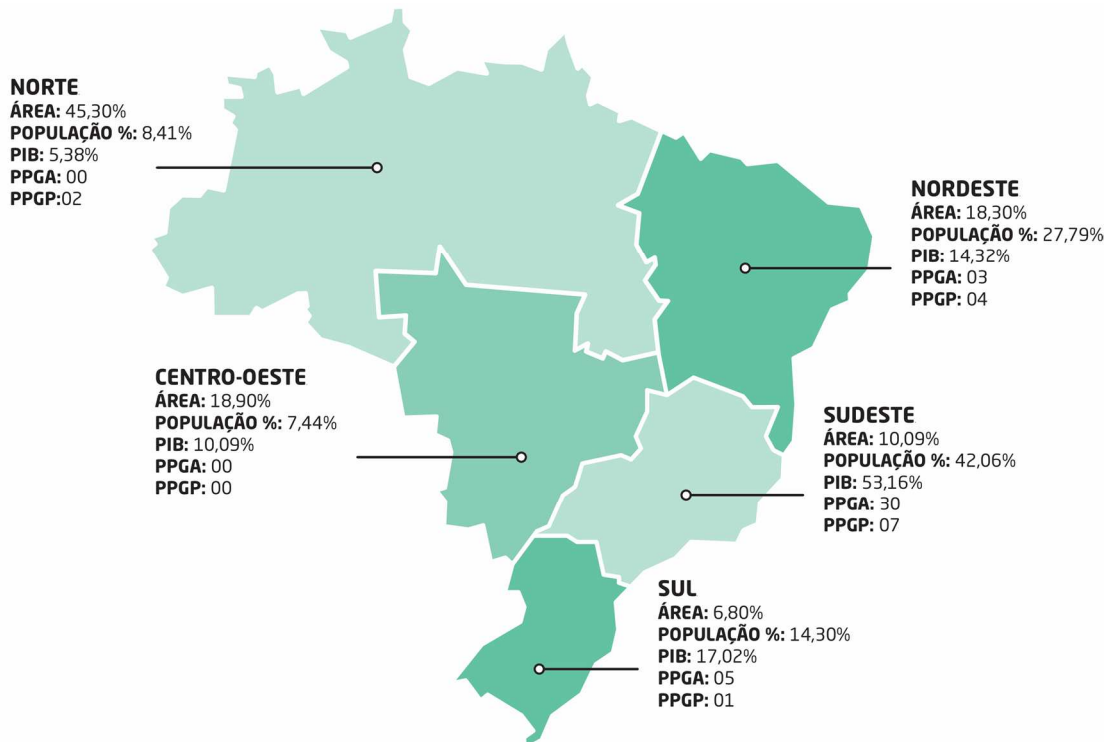 NORTE
ÁREA: 45,30%
POPULAÇÃO %: 8,41%
PIB: 5,38%
PPGA: 00
PPGP:02
NORDESTE
ÁREA: 18,30%
POPULAÇÃO %: 27,79%
PIB: 14,32%
PPGA: 03
PPGP: 04
CENTRO-OESTE
ÁREA: 18,90%
POPULAÇÃO %: 7,44%
PIB: 10,09%
PPGA: 00
PPGP: 00
SUDESTE
ÁREA: 10,09%
POPULAÇÃO %: 42,06%
PIB: 53,16%
PPGA: 30
PPGP: 07
SUL
ÁREA: 6,80%
POPULAÇÃO %: 14,30%
PIB: 17,02%
PPGA: 05
PPGP: 01